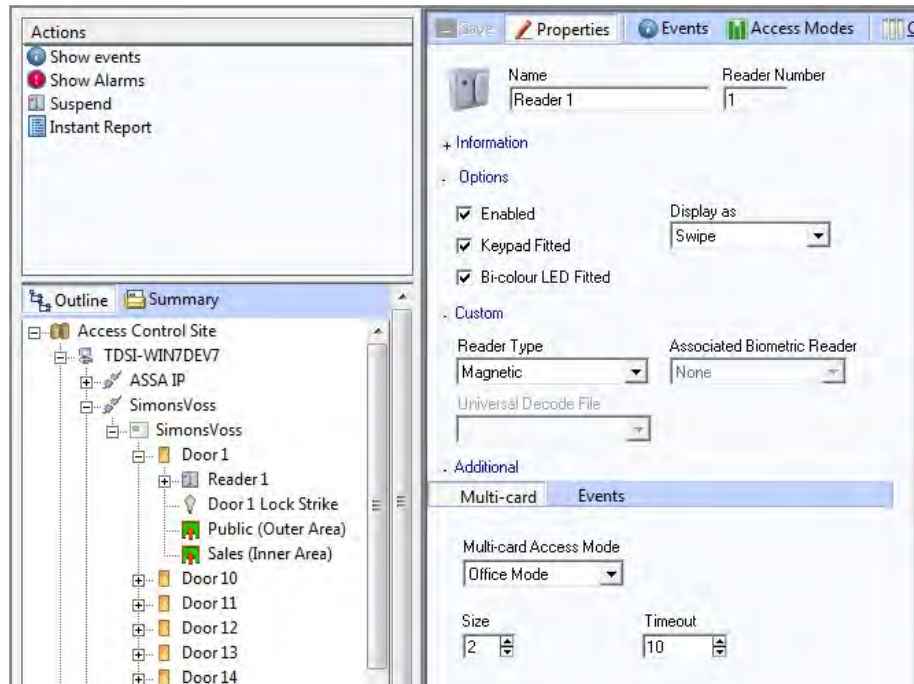 Actions
Show events
Show Alarms
Suspend
Instant Report
Outline Summary
Access Control Site
TDSI-WIN7DEV7
ASSA IP
SimonsVoss
SimonsVoss
Door 1
Reader 1
Door 1 Lock Strike
Public (Outer Area)
Sales (Inner Area)
Door 10
Door 11
Door 12
Door 13
Door 14
Save Properties Events Access Modes
Name Reader Number
Reader 1 1
+ Information
- Options
Enabled Display as
Keypad Fitted Swipe
Bi-colour LED Fitted
- Custom
Reader Type Associated Biometric Reader
Magnetic None
Universal Decode File
- Additional
Multi-card Events
Multi-card Access Mode
Office Mode
Size Timeout
2 10